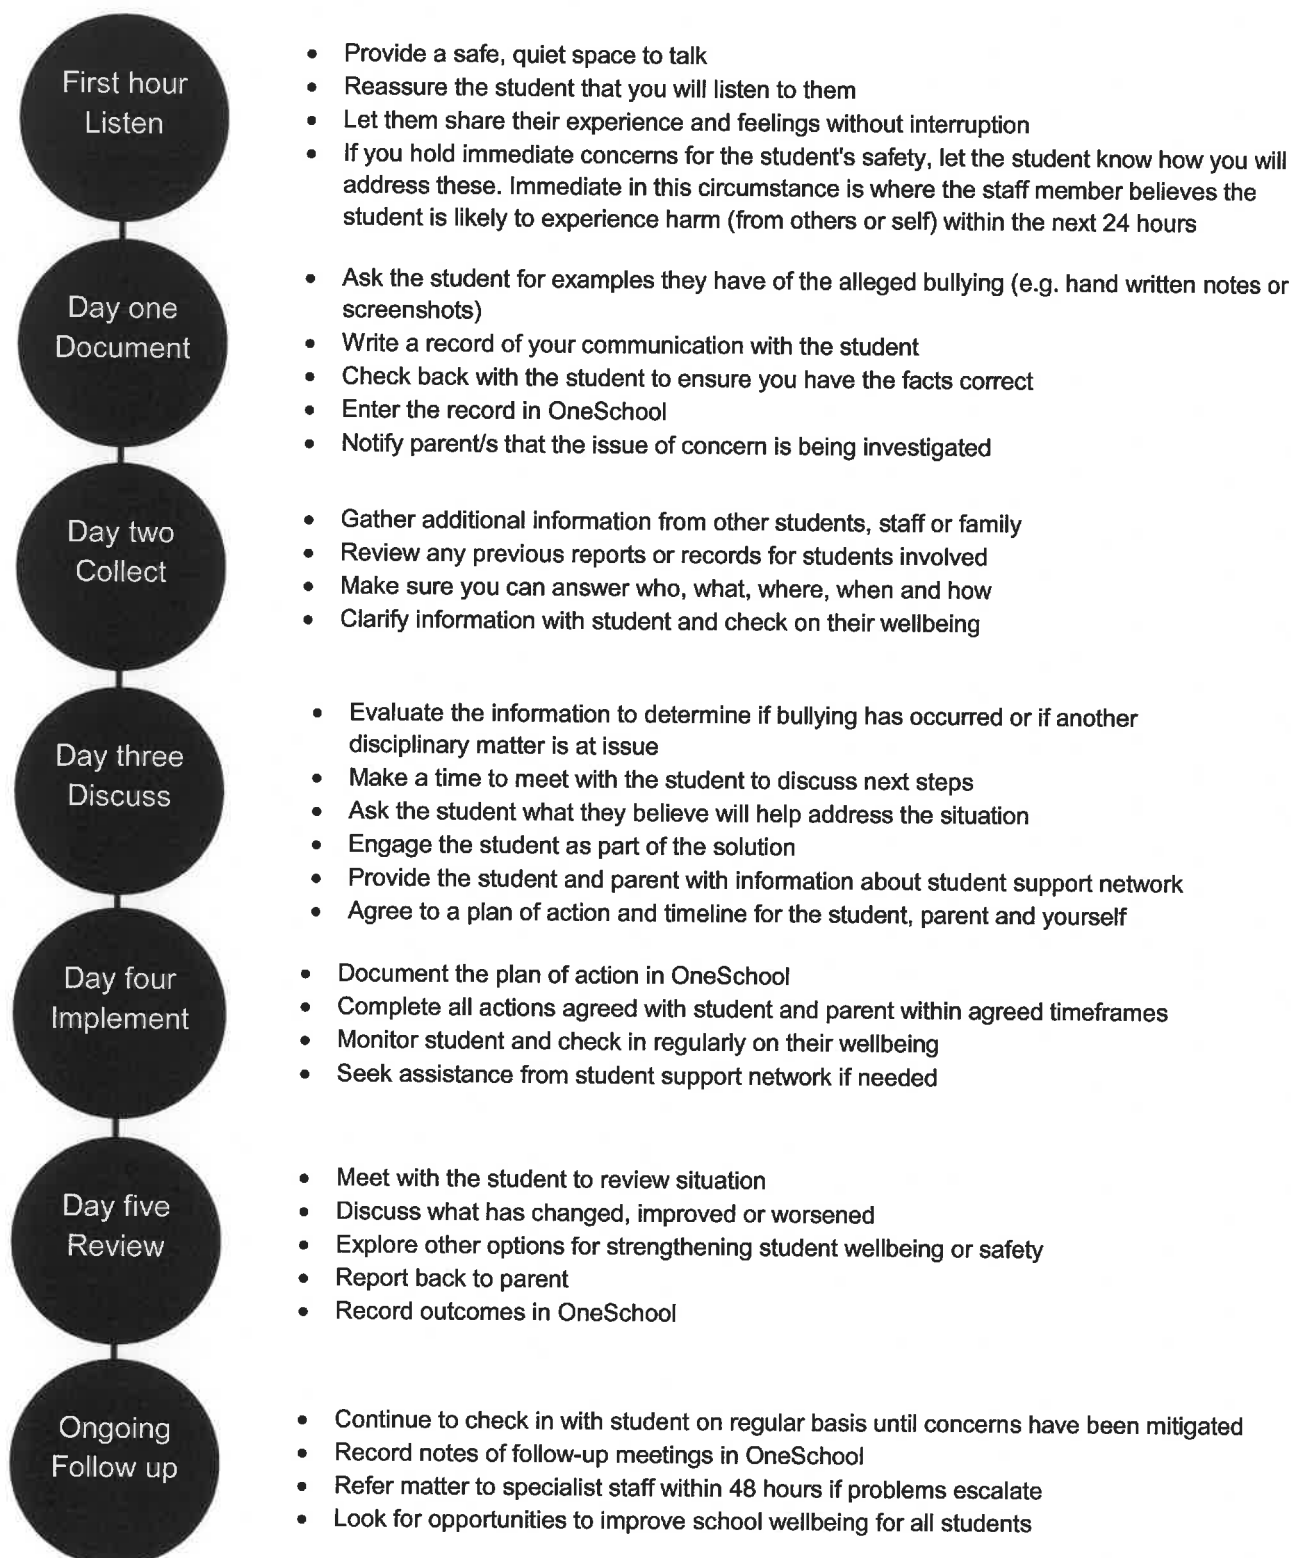 First hour
Listen
• Provide a safe, quiet space to talk
• Reassure the student that you will listen to them
• Let them share their experience and feelings without interruption
• If you hold immediate concerns for the student's safety, let the student know how you will
address these. Immediate in this circumstance is where the staff member believes the
student is likely to experience harm (from others or self) within the next 24 hours
Day one
Document
• Ask the student for examples they have of the alleged bullying (e.g. hand written notes or
screenshots)
• Write a record of your communication with the student
• Check back with the student to ensure you have the facts correct
• Enter the record in OneSchool
• Notify parent/s that the issue of concern is being investigated
Day two
Collect
• Gather additional information from other students, staff or family
• Review any previous reports or records for students involved
• Make sure you can answer who, what, where, when and how
• Clarify information with student and check on their wellbeing
Day three
Discuss
• Evaluate the information to determine if bullying has occurred or if another
disciplinary matter is at issue
• Make a time to meet with the student to discuss next steps
• Ask the student what they believe will help address the situation
• Engage the student as part of the solution
• Provide the student and parent with information about student support network
• Agree to a plan of action and timeline for the student, parent and yourself
Day four
Implement
• Document the plan of action in OneSchool
• Complete all actions agreed with student and parent within agreed timeframes
• Monitor student and check in regularly on their wellbeing
• Seek assistance from student support network if needed
Day five
Review
• Meet with the student to review situation
• Discuss what has changed, improved or worsened
• Explore other options for strengthening student wellbeing or safety
• Report back to parent
• Record outcomes in OneSchool
Ongoing
Follow up
• Continue to check in with student on regular basis until concerns have been mitigated
• Record notes of follow-up meetings in OneSchool
• Refer matter to specialist staff within 48 hours if problems escalate
• Look for opportunities to improve school wellbeing for all students